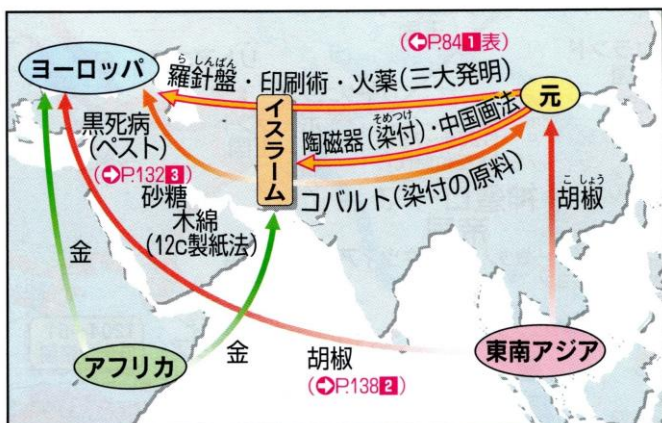 (←P.84 1表)
ヨーロッパ
らしんばん
羅針盤・印刷術・火薬(三大発明)
元
イスラーム
そめつけ
陶磁器(染付)・中国画法
黒死病
(ペスト)
(→P.132 3)
コバルト(染付の原料)
こしょう
胡椒
砂糖
木綿
(12c製紙法)
金
金
アフリカ
胡椒
(→P.138 2)
東南アジア